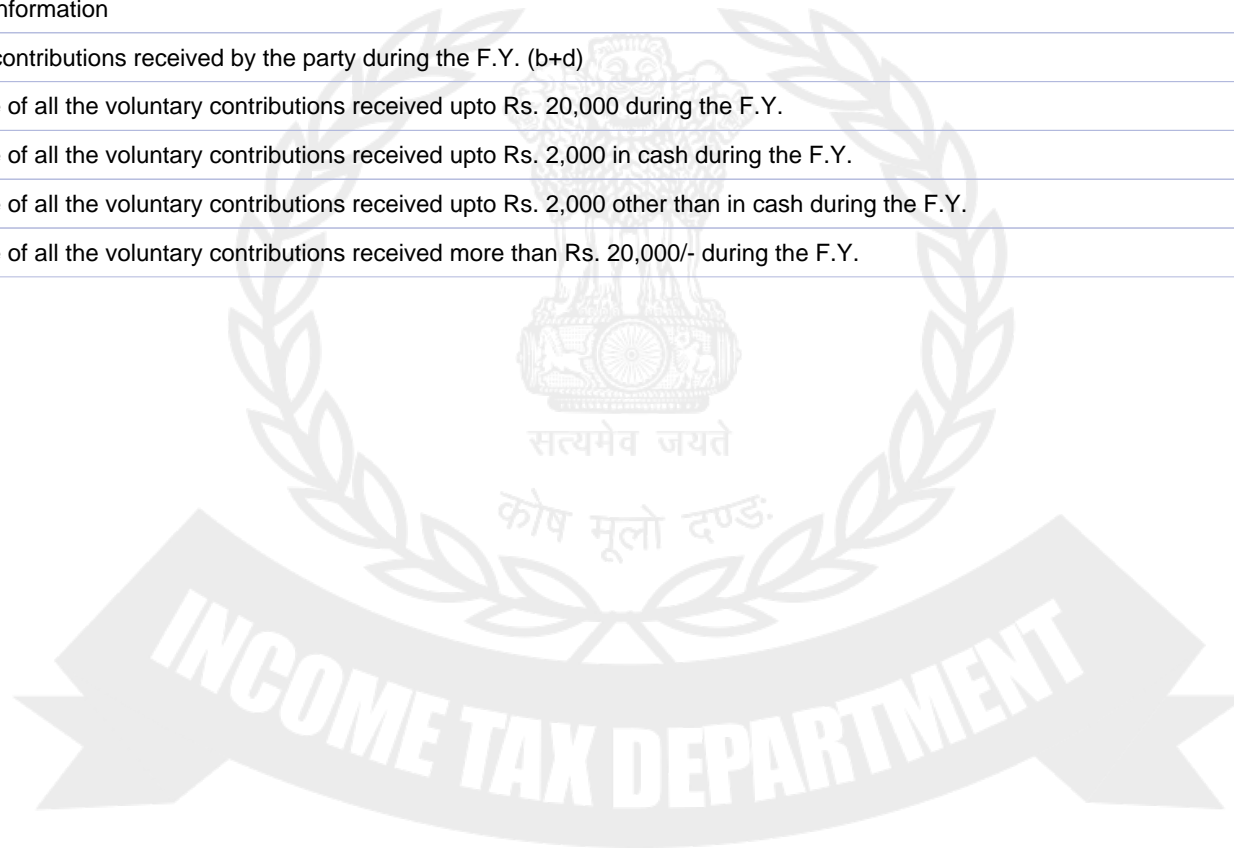 nformation
contributions received by the party during the F.Y. (b+d)
of all the voluntary contributions received upto Rs. 20,000 during the F.Y.
of all the voluntary contributions received upto Rs. 2,000 in cash during the F.Y.
of all the voluntary contributions received upto Rs. 2,000 other than in cash during the F.Y.
of all the voluntary contributions received more than Rs. 20,000/- during the F.Y.
सत्यमेव जयते
कोष मूलो दण्डः
INCOME TAX DEPARTMENT